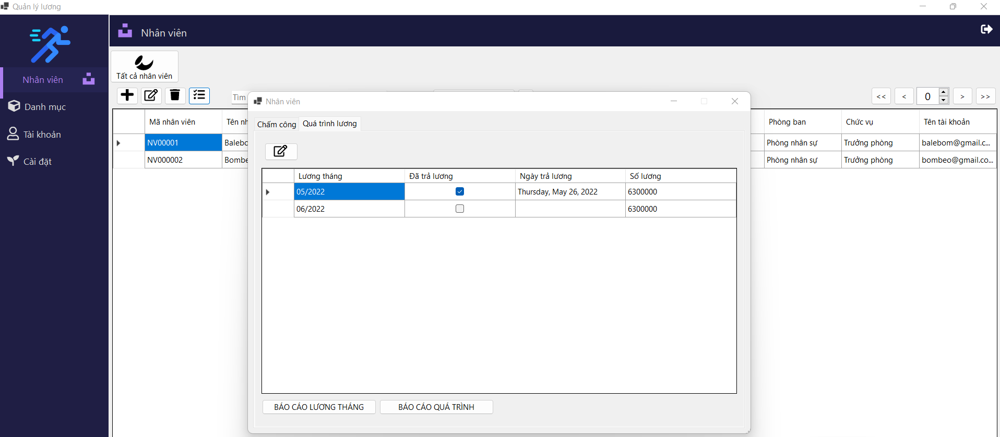 Quản lý lương
Nhân viên
Tất cả nhân viên
Nhân viên
Danh mục
Tài khoản
Cài đặt
Tìm
<< < 0 > >>
Mã nhân viên Tên nh Phòng ban Chức vụ Tên tài khoản
NV00001 Balebo Phòng nhân sự Trưởng phòng balebom@gmail.c...
NV000002 Bombe Phòng nhân sự Trưởng phòng bombeo@gmail.co...
Nhân viên
Chấm công Quá trình lương
Lương tháng Đã trả lương Ngày trả lương Số lương
05/2022 Thursday, May 26, 2022 6300000
06/2022 6300000
BÁO CÁO LƯƠNG THÁNG BÁO CÁO QUÁ TRÌNH